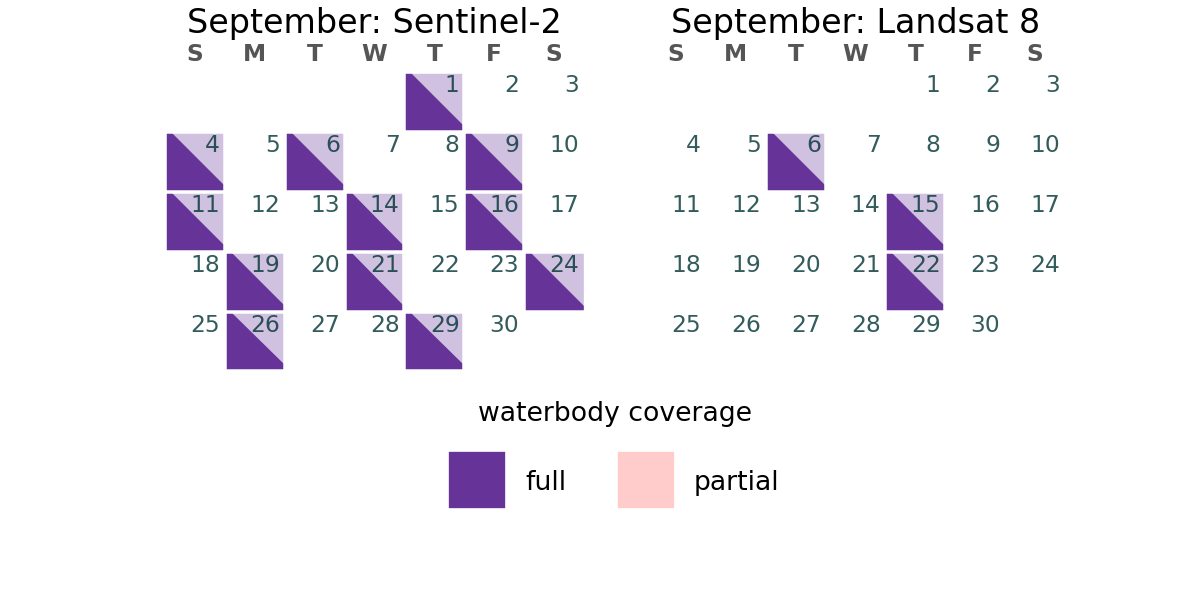 September: Sentinel-2
S M T W T F S
1 2 3
4 5 6 7 8 9 10
11 12 13 14 15 16 17
18 19 20 21 22 23 24
25 26 27 28 29 30
September: Landsat 8
S M T W T F S
1 2 3
4 5 6 7 8 9 10
11 12 13 14 15 16 17
18 19 20 21 22 23 24
25 26 27 28 29 30
waterbody coverage
full partial